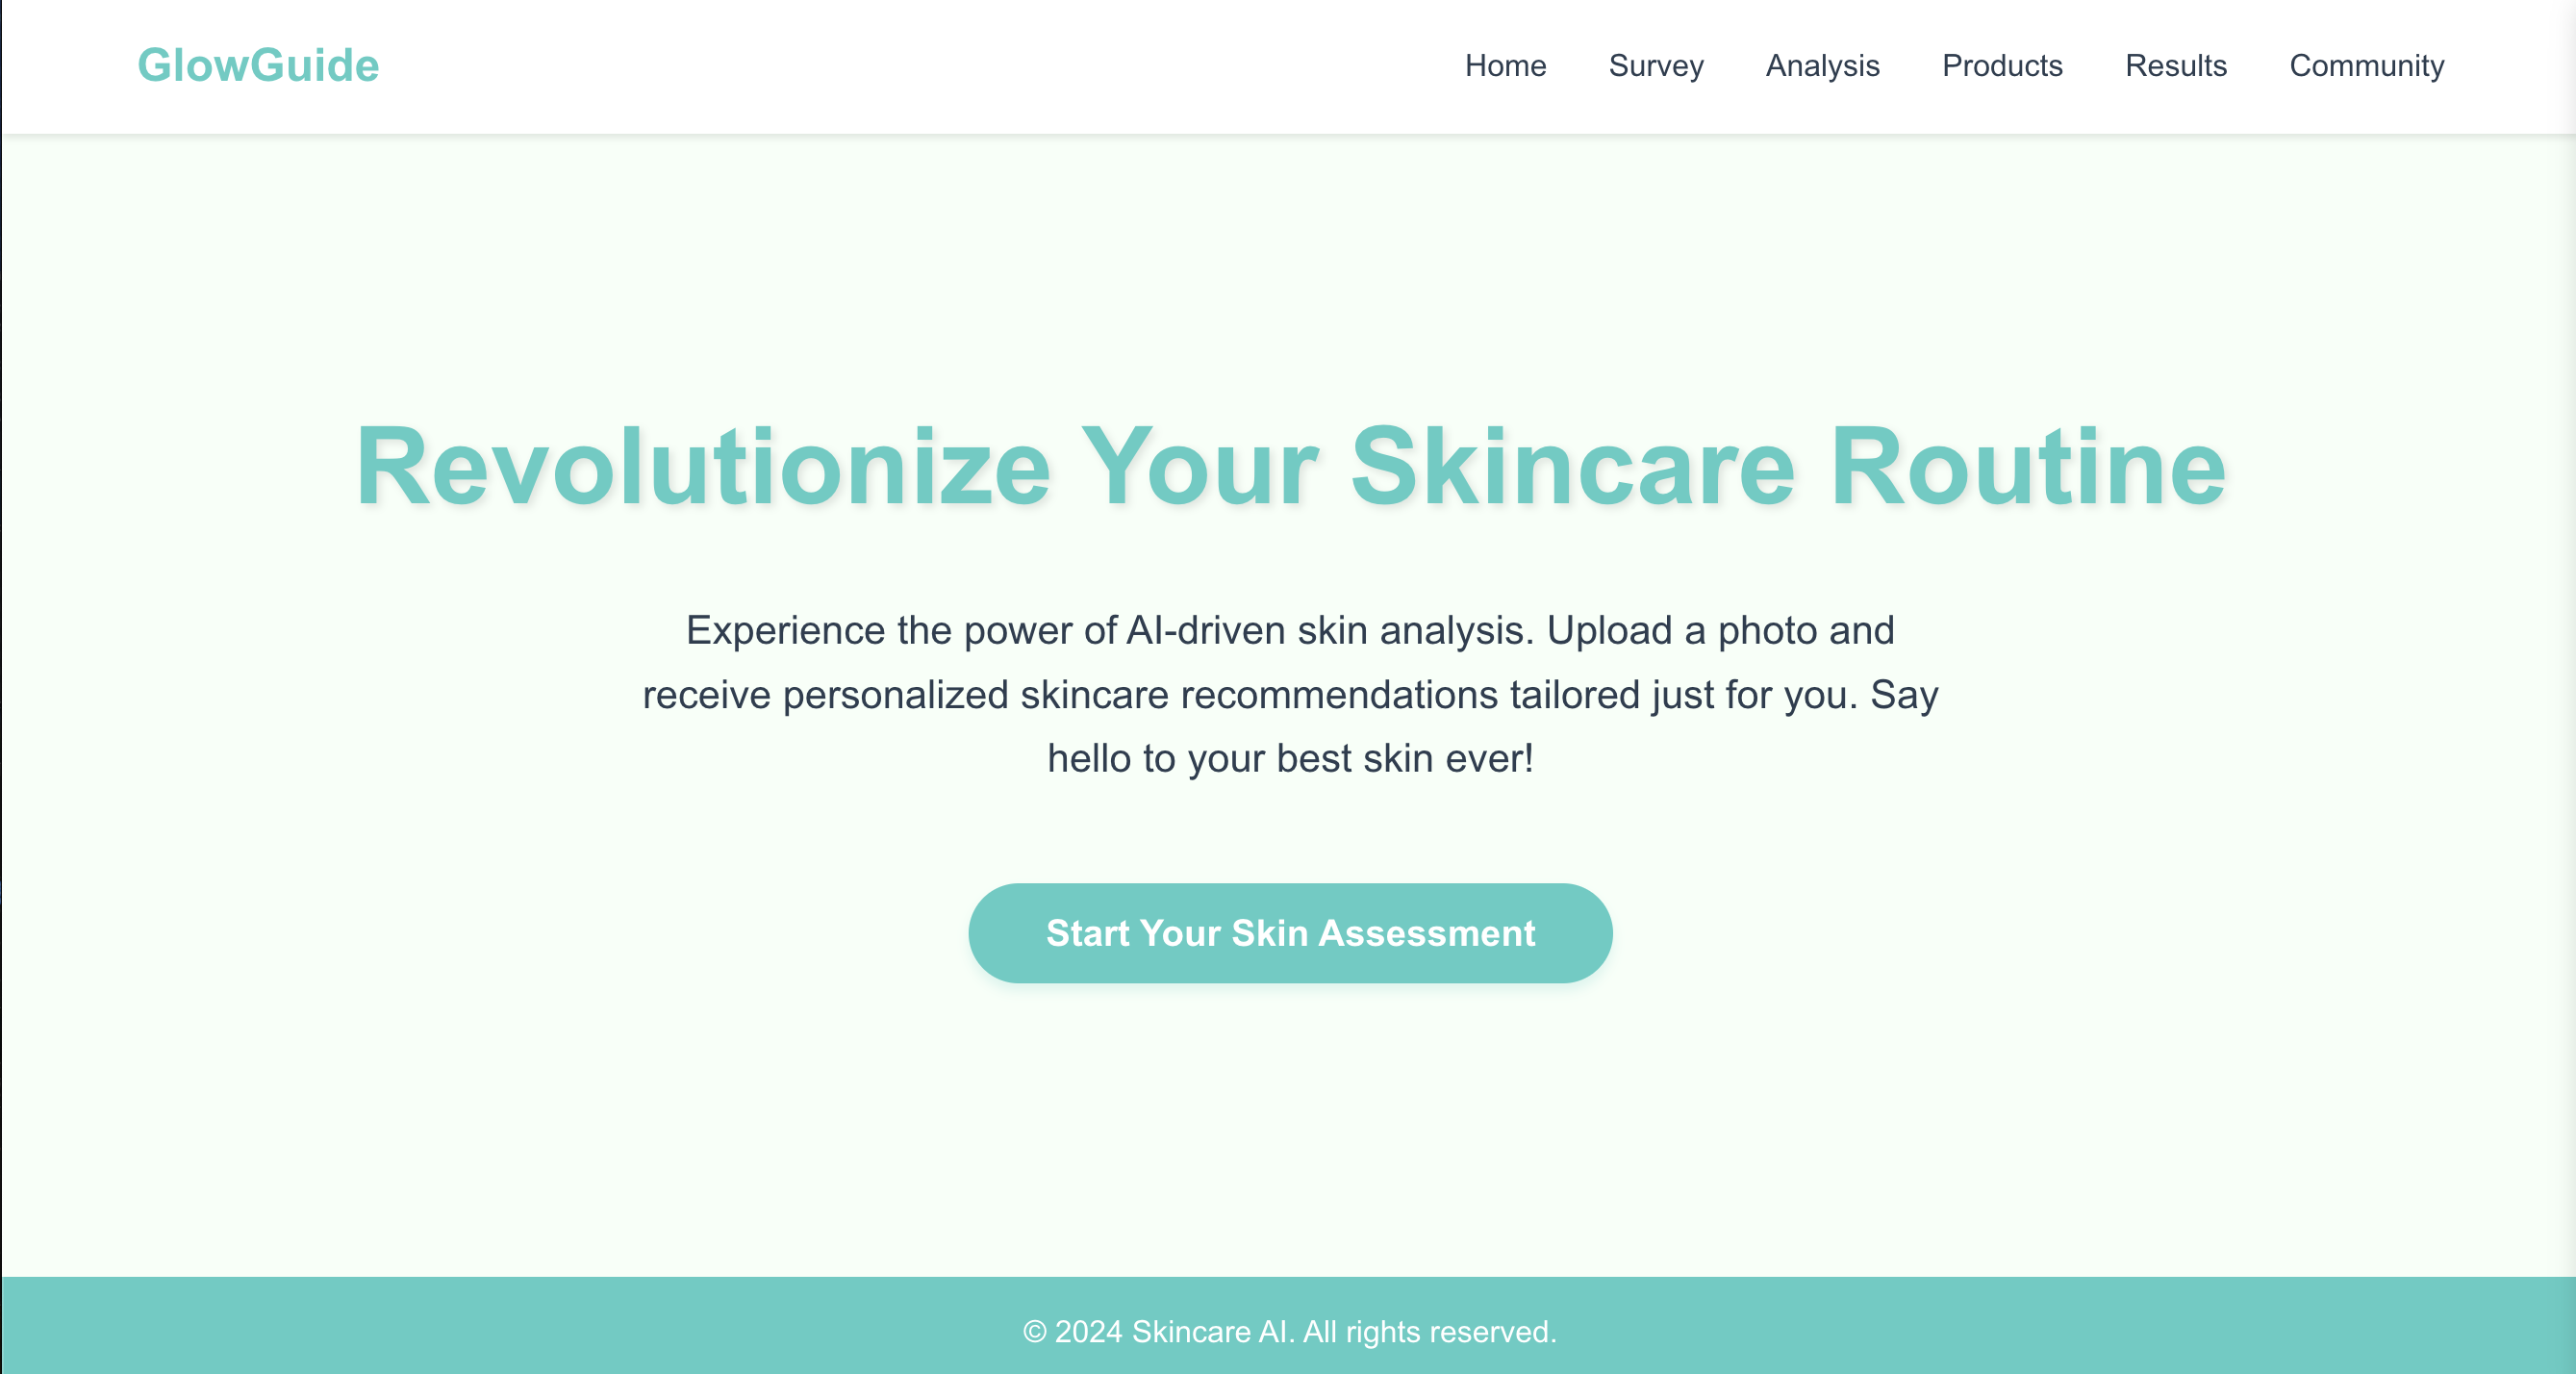 GlowGuide
Home Survey Analysis Products Results Community
Revolutionize Your Skincare Routine
Experience the power of AI-driven skin analysis. Upload a photo and
receive personalized skincare recommendations tailored just for you. Say
hello to your best skin ever!
Start Your Skin Assessment
© 2024 Skincare AI. All rights reserved.